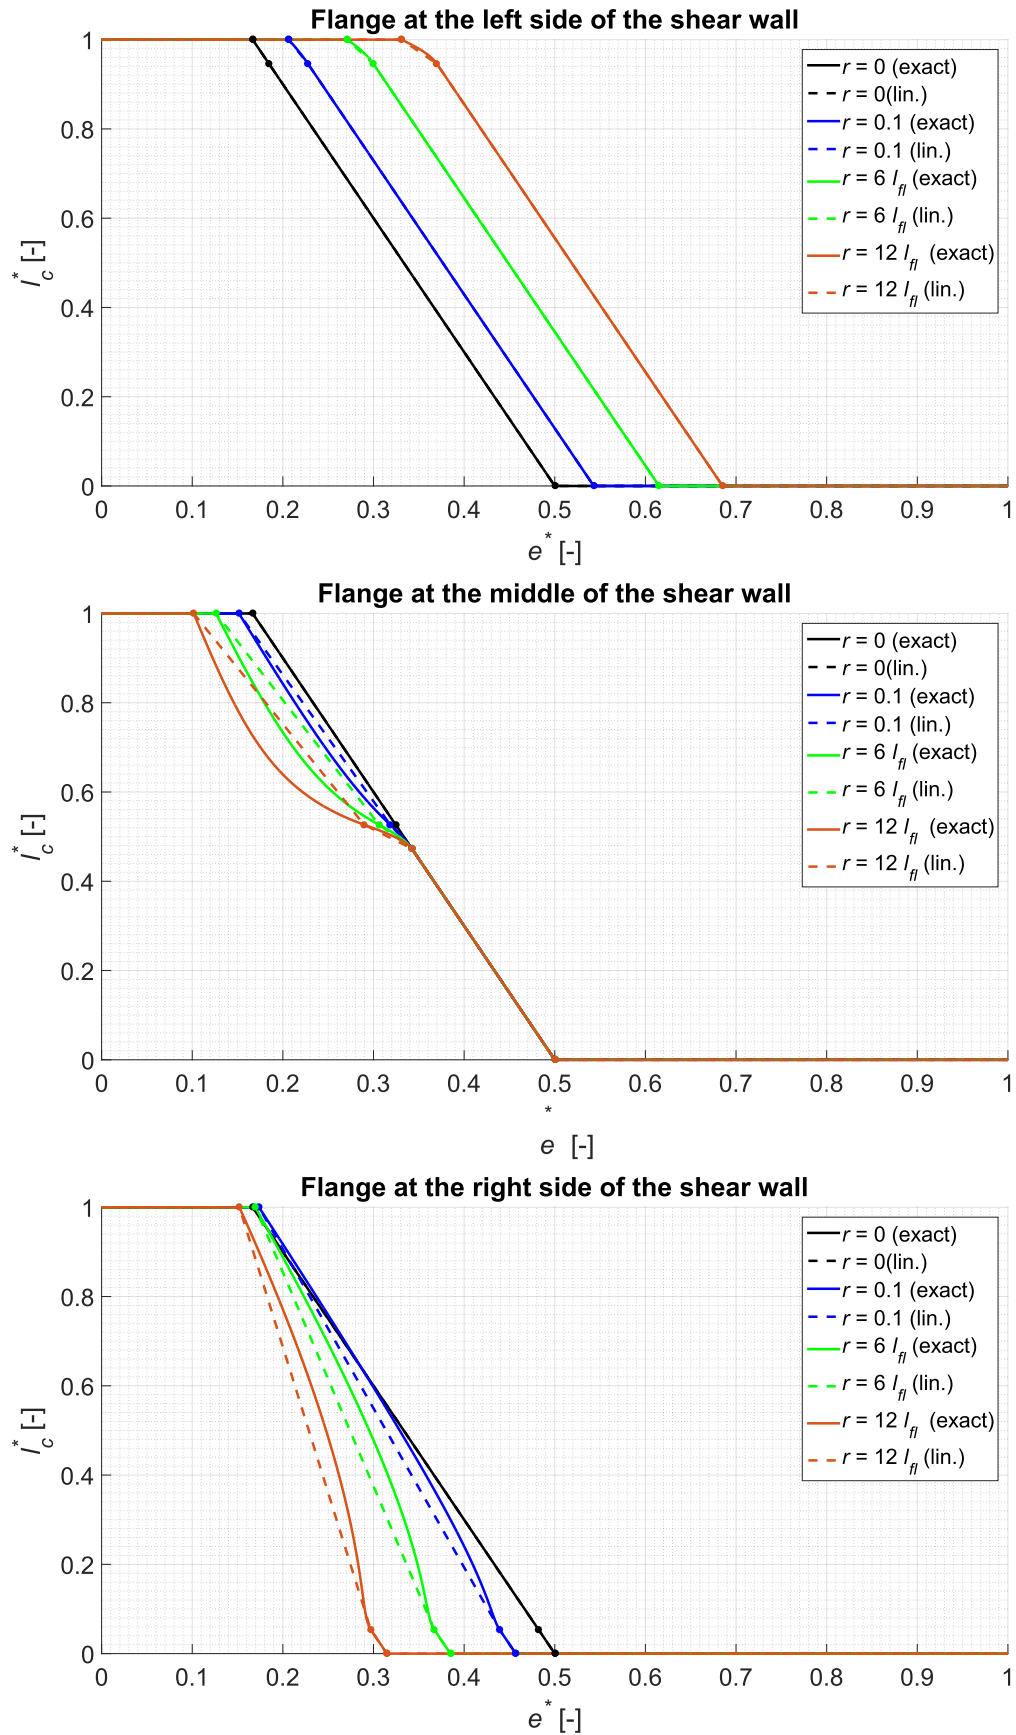 Flange at the left side of the shear wall
1
0.8
0.6
0.4
0.2
0
l*c [-]
0 0.1 0.2 0.3 0.4 0.5 0.6 0.7 0.8 0.9 1
e* [-]
r = 0 (exact)
r = 0(lin.)
r = 0.1 (exact)
r = 0.1 (lin.)
r = 6 lfl (exact)
r = 6 lfl (lin.)
r = 12 lfl (exact)
r = 12 lfl (lin.)
Flange at the middle of the shear wall
1
0.8
0.6
0.4
0.2
0
l*c [-]
0 0.1 0.2 0.3 0.4 0.5 0.6 0.7 0.8 0.9 1
*
e [-]
r = 0 (exact)
r = 0(lin.)
r = 0.1 (exact)
r = 0.1 (lin.)
r = 6 lfl (exact)
r = 6 lfl (lin.)
r = 12 lfl (exact)
r = 12 lfl (lin.)
Flange at the right side of the shear wall
1
0.8
0.6
0.4
0.2
0
l*c [-]
0 0.1 0.2 0.3 0.4 0.5 0.6 0.7 0.8 0.9 1
e* [-]
r = 0 (exact)
r = 0(lin.)
r = 0.1 (exact)
r = 0.1 (lin.)
r = 6 lfl (exact)
r = 6 lfl (lin.)
r = 12 lfl (exact)
r = 12 lfl (lin.)